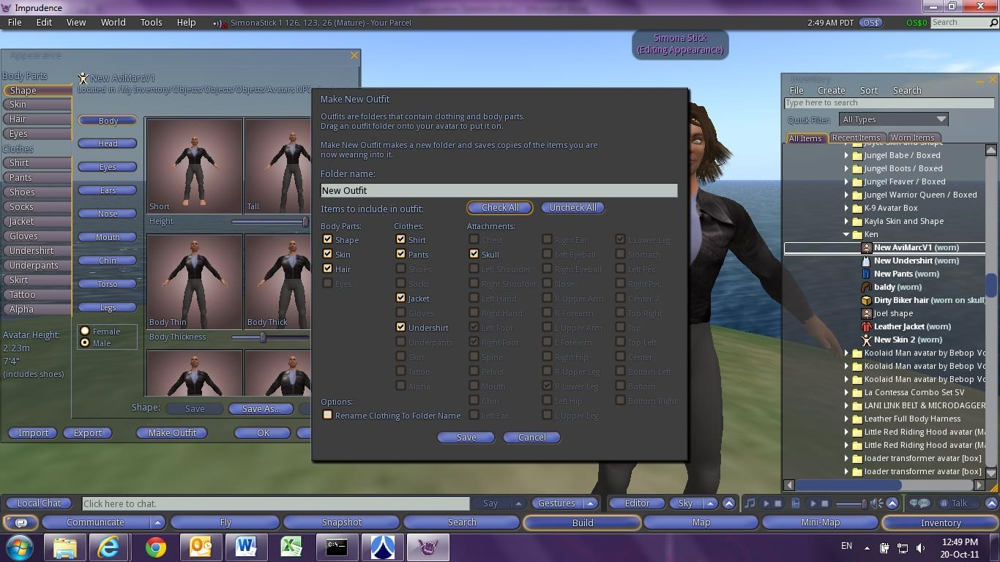 Imprudence
File Edit View World Tools Help SimonaStick 1 126, 123, 26 (Mature) - Your Parcel 2:49 AM PDT OS$ OS$0 Search
Simona Stick
(Editing Appearance)
Appearance
Body Parts
Shape
Skin
Hair
Eyes
Clothes
Shirt
Pants
Shoes
Socks
Jacket
Gloves
Undershirt
Underpants
Skirt
Tattoo
Alpha
Avatar Height:
2.23m
7'4"
(includes shoes)
New AviMarcV1
Located in /My Inventory/Objects/Objects/Objects/Avatars NPC
Body
Head
Eyes
Ears
Nose
Mouth
Chin
Torso
Legs
Female
Male
Short Tall
Height
Body Thin Body Thick
Body Thickness
Shape: Save Save As...
Import Export Make Outfit OK
Make New Outfit
Outfits are folders that contain clothing and body parts.
Drag an outfit folder onto your avatar to put it on.
Make New Outfit makes a new folder and saves copies of the items you are
now wearing into it.
Folder name:
New Outfit
Items to include in outfit: Check All Uncheck All
Body Parts: Clothes: Attachments:
Shape Shirt Chest Right Ear L Lower Leg
Skin Pants Skull Left Eyeball Stomach
Hair Shoes Left Shoulder Right Eyeball Left Pec
Eyes Socks Right Shoulder Nose Right Pec
Jacket Left Hand R Upper Arm Center 2
Gloves Right Hand R Forearm Top Right
Undershirt Left Foot L Upper Arm Top
Underpants Right Foot L Forearm Top Left
Skirt Spine Right Hip Center
Tattoo Pelvis R Upper Leg Bottom Left
Alpha Mouth R Lower Leg Bottom
Options: Chin Left Hip Bottom Right
Rename Clothing To Folder Name Left Ear L Upper Leg
Save Cancel
Inventory
File Create Sort Search
Type here to search
Quick Filter: All Types
All Items Recent Items Worn Items
Joyce Skin and Shape
Jungel Babe / Boxed
Jungel Boots / Boxed
Jungel Feaver / Boxed
Jungel Warrior Queen / Boxed
K-9 Avatar Box
Kayla Skin and Shape
Ken
New AviMarcV1 (worn)
New Undershirt (worn)
New Pants (worn)
baldy (worn)
Dirty Biker hair (worn on skull)
Joel shape
Leather Jacket (worn)
New Skin 2 (worn)
Koolaid Man avatar by Bebop Vo
Koolaid Man avatar by Bebop Vo
Koolaid Man avatar by Bebop Vo
La Contessa Combo Set SV
LANI LINK BELT & MICRODAGGER
Leather Full Body Harness
Little Red Riding Hood avatar (Ma
Little Red Riding Hood avatar (Ma
loader transformer avatar [box]
loader transformer avatar [box]
Local Chat Click here to chat. Say Gestures Editor Sky Talk
Communicate Fly Snapshot Search Build Map Mini-Map Inventory
EN 12:49 PM
20-Oct-11